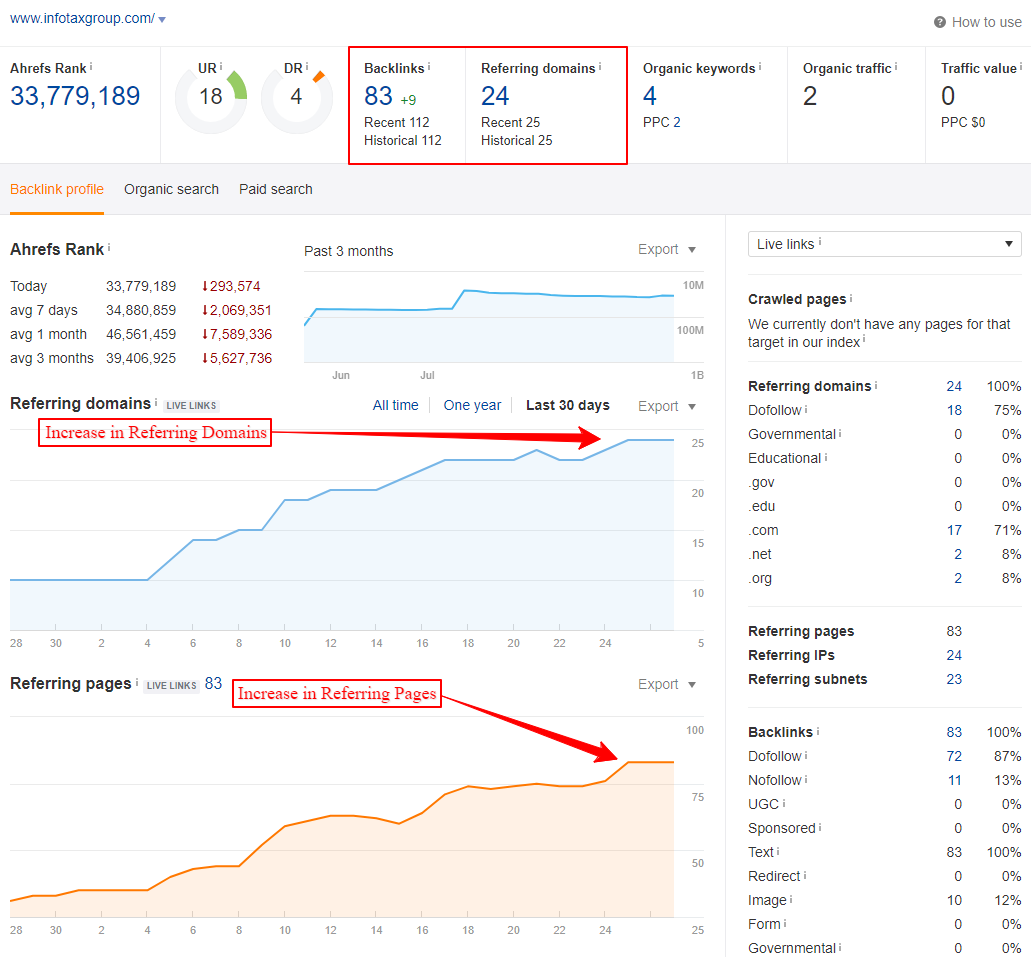 www.infotaxgroup.com/
How to use
Ahrefs Rank
33,779,189
UR
18
DR
4
Backlinks
83 +9
Recent 112
Historical 112
Referring domains
24
Recent 25
Historical 25
Organic keywords
4
PPC 2
Organic traffic
2
Traffic value
0
PPC $0
Backlink profile Organic search Paid search
Ahrefs Rank
Today 33,779,189 ↓293,574
avg 7 days 34,880,859 ↓2,069,351
avg 1 month 46,561,459 ↓7,589,336
avg 3 months 39,406,925 ↓5,627,736
Past 3 months Export
10M
100M
Jun Jul 1B
Referring domains LIVE LINKS All time One year Last 30 days Export
Increase in Referring Domains
25
20
15
10
28 30 2 4 6 8 10 12 14 16 18 20 22 24 5
Referring pages LIVE LINKS 83 Export
Increase in Referring Pages
100
75
50
28 30 2 4 6 8 10 12 14 16 18 20 22 24 25
Live links
Crawled pages
We currently don't have any pages for that
target in our index
Referring domains 24 100%
Dofollow 18 75%
Governmental 0 0%
Educational 0 0%
.gov 0 0%
.edu 0 0%
.com 17 71%
.net 2 8%
.org 2 8%
Referring pages 83
Referring IPs 24
Referring subnets 23
Backlinks 83 100%
Dofollow 72 87%
Nofollow 11 13%
UGC 0 0%
Sponsored 0 0%
Text 83 100%
Redirect 0 0%
Image 10 12%
Form 0 0%
Governmental 0 0%